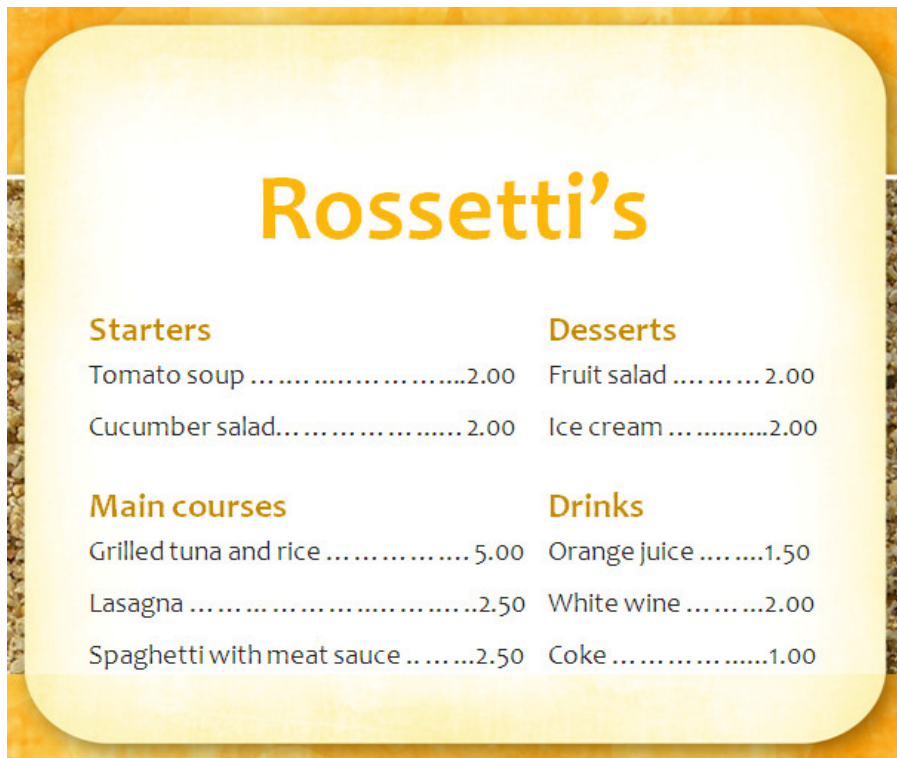 Rossetti’s
Starters
Tomato soup ....................2.00
Cucumber salad....................2.00
Main courses
Grilled tuna and rice ................5.00
Lasagna ..........................2.50
Spaghetti with meat sauce ........2.50
Desserts
Fruit salad ..........2.00
Ice cream .............2.00
Drinks
Orange juice ........1.50
White wine .........2.00
Coke ..................1.00